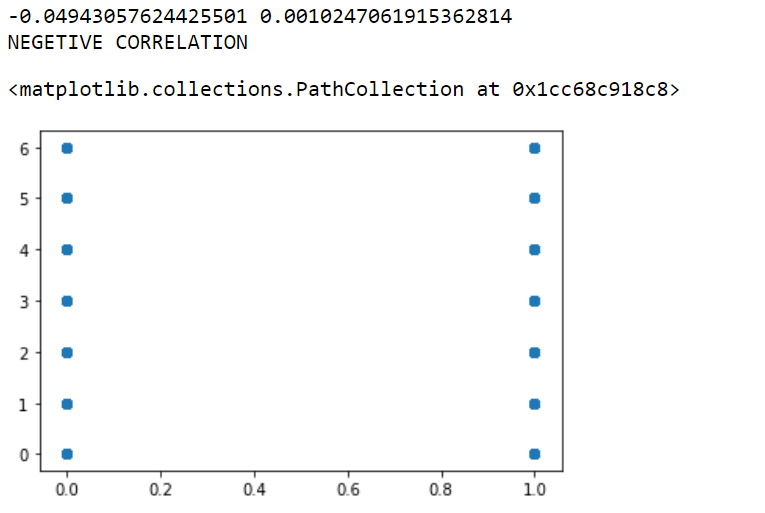 -0.04943057624425501 0.0010247061915362814
NEGETIVE CORRELATION
<matplotlib.collections.PathCollection at 0x1cc68c918c8>
6
5
4
3
2
1
0
0.0 0.2 0.4 0.6 0.8 1.0